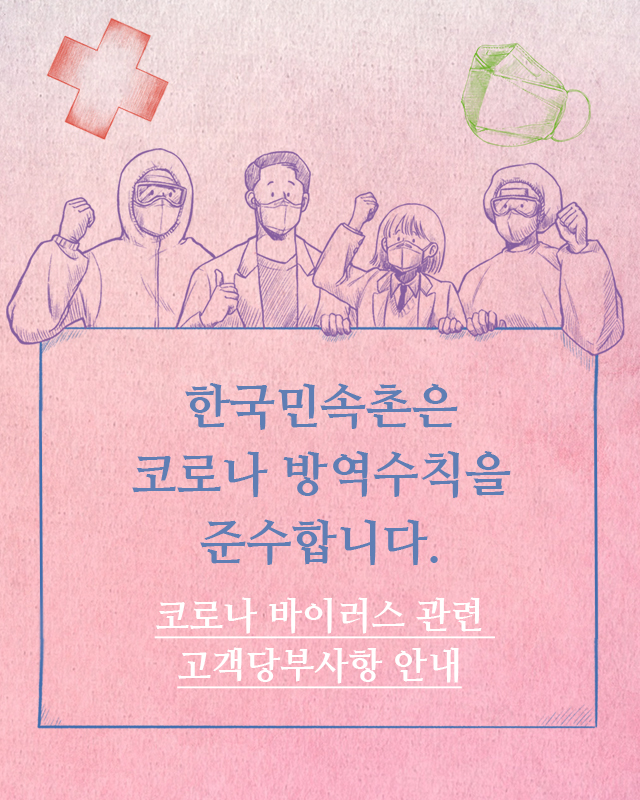 한국민속촌은
코로나 방역수칙을
준수합니다.
코로나 바이러스 관련
고객당부사항 안내